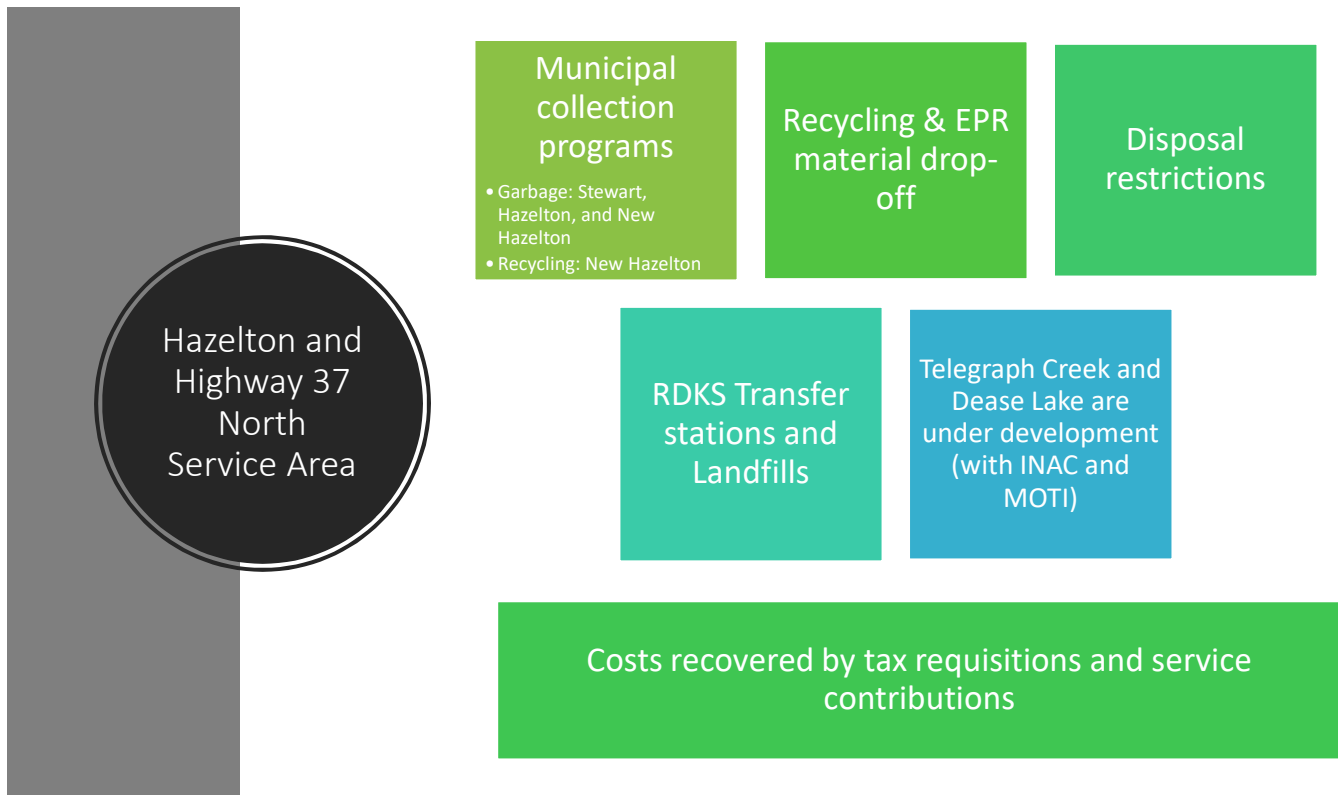 Hazelton and
Highway 37
North
Service Area
Municipal
collection
programs
• Garbage: Stewart,
Hazelton, and New
Hazelton
• Recycling: New Hazelton
Recycling & EPR
material drop-
off
Disposal
restrictions
RDKS Transfer
stations and
Landfills
Telegraph Creek and
Dease Lake are
under development
(with INAC and
MOTI)
Costs recovered by tax requisitions and service
contributions